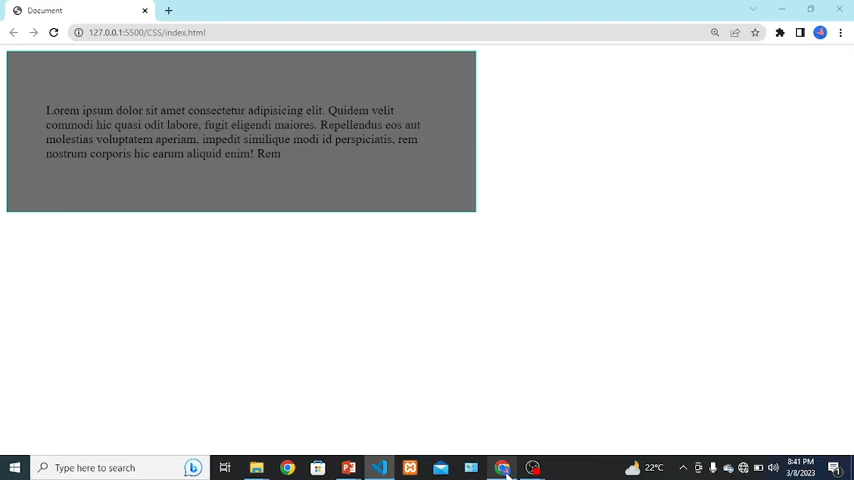 Document
127.0.0.1:5500/CSS/index.html
Lorem ipsum dolor sit amet consectetur adipisicing elit. Quidem velit
commodi hic quasi odit labore, fugit eligendi maiores. Repellendus eos aut
molestias voluptatem aperiam, impedit similique modi id perspiciatis, rem
nostrum corporis hic earum aliquid enim! Rem
Type here to search
22°C
8:41 PM
3/8/2023